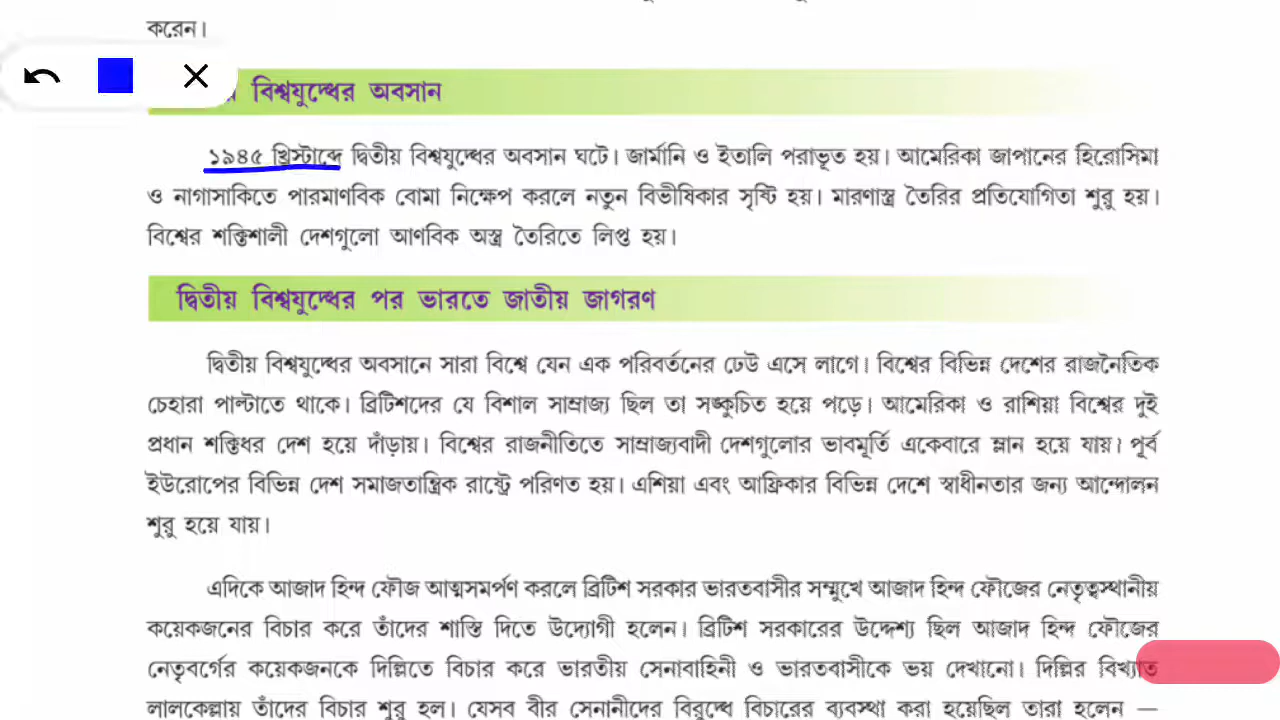 করেন।
বিশ্বযুদ্ধের অবসান
১৯৪৫ খ্রিস্টাব্দে দ্বিতীয় বিশ্বযুদ্ধের অবসান ঘটে। জার্মানি ও ইতালি পরাভূত হয়। আমেরিকা জাপানের হিরোসিমা
ও নাগাসাকিতে পারমাণবিক বোমা নিক্ষেপ করলে নতুন বিভীষিকার সৃষ্টি হয়। মারণাস্ত্র তৈরির প্রতিযোগিতা শুরু হয়।
বিশ্বের শক্তিশালী দেশগুলো আণবিক অস্ত্র তৈরিতে লিপ্ত হয়।
দ্বিতীয় বিশ্বযুদ্ধের পর ভারতে জাতীয় জাগরণ
দ্বিতীয় বিশ্বযুদ্ধের অবসানে সারা বিশ্বে যেন এক পরিবর্তনের ঢেউ এসে লাগে। বিশ্বের বিভিন্ন দেশের রাজনৈতিক
চেহারা পাল্টাতে থাকে। ব্রিটিশদের যে বিশাল সাম্রাজ্য ছিল তা সঙ্কুচিত হয়ে পড়ে। আমেরিকা ও রাশিয়া বিশ্বের দুই
প্রধান শক্তিধর দেশ হয়ে দাঁড়ায়। বিশ্বের রাজনীতিতে সাম্রাজ্যবাদী দেশগুলোর ভাবমূর্তি একেবারে ম্লান হয়ে যায়। পূর্ব
ইউরোপের বিভিন্ন দেশ সমাজতান্ত্রিক রাষ্ট্রে পরিণত হয়। এশিয়া এবং আফ্রিকার বিভিন্ন দেশে স্বাধীনতার জন্য আন্দোলন
শুরু হয়ে যায়।
এদিকে আজাদ হিন্দ ফৌজ আত্মসমর্পণ করলে ব্রিটিশ সরকার ভারতবাসীর সম্মুখে আজাদ হিন্দ ফৌজের নেতৃত্বস্থানীয়
কয়েকজনের বিচার করে তাঁদের শাস্তি দিতে উদ্যোগী হলেন। ব্রিটিশ সরকারের উদ্দেশ্য ছিল আজাদ হিন্দ ফৌজের
নেতৃবর্গের কয়েকজনকে দিল্লিতে বিচার করে ভারতীয় সেনাবাহিনী ও ভারতবাসীকে ভয় দেখানো। দিল্লির বিখ্যাত
লালকেল্লায় তাঁদের বিচার শুরু হল। যেসব বীর সেনানীদের বিরুদ্ধে বিচারের ব্যবস্থা করা হয়েছিল তারা হলেন —